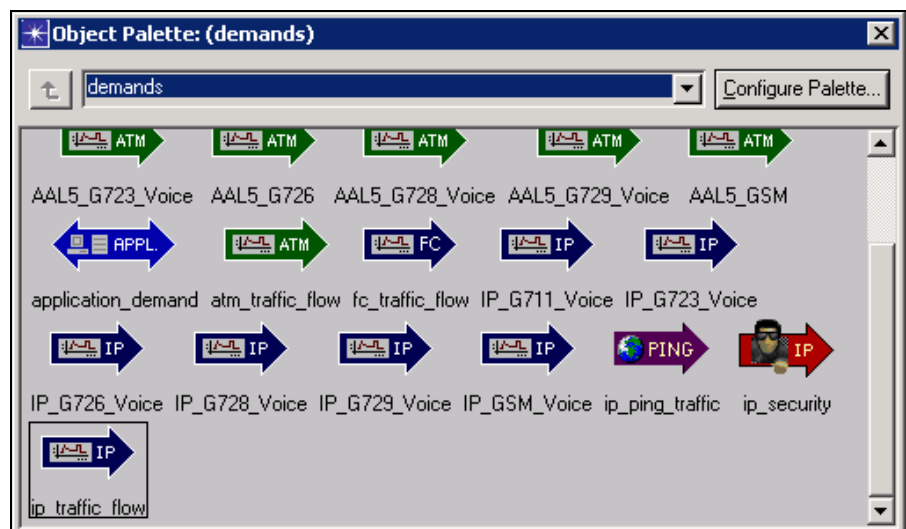 Object Palette: (demands)
demands
Configure Palette...
ATM ATM ATM ATM ATM
AAL5_G723_Voice AAL5_G726 AAL5_G728_Voice AAL5_G729_Voice AAL5_GSM
APPL. ATM FC IP IP
application_demand atm_traffic_flow fc_traffic_flow IP_G711_Voice IP_G723_Voice
IP IP IP IP PING IP
IP_G726_Voice IP_G728_Voice IP_G729_Voice IP_GSM_Voice ip_ping_traffic ip_security
IP
ip_traffic_flow